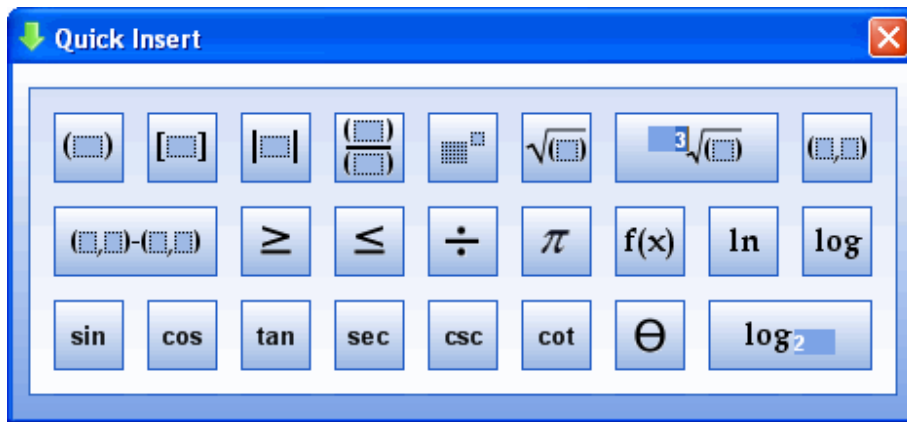 Quick Insert
( ) [ ] | | ( )/( ) √( ) 3√( ) ( , )
( , )-( , ) ≥ ≤ ÷ π f(x) ln log
sin cos tan sec csc cot Θ log2